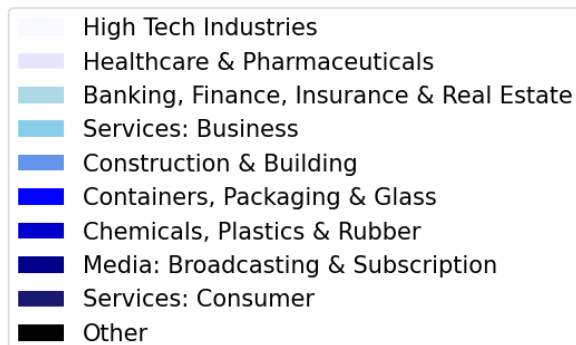 High Tech Industries
Healthcare & Pharmaceuticals
Banking, Finance, Insurance & Real Estate
Services: Business
Construction & Building
Containers, Packaging & Glass
Chemicals, Plastics & Rubber
Media: Broadcasting & Subscription
Services: Consumer
Other